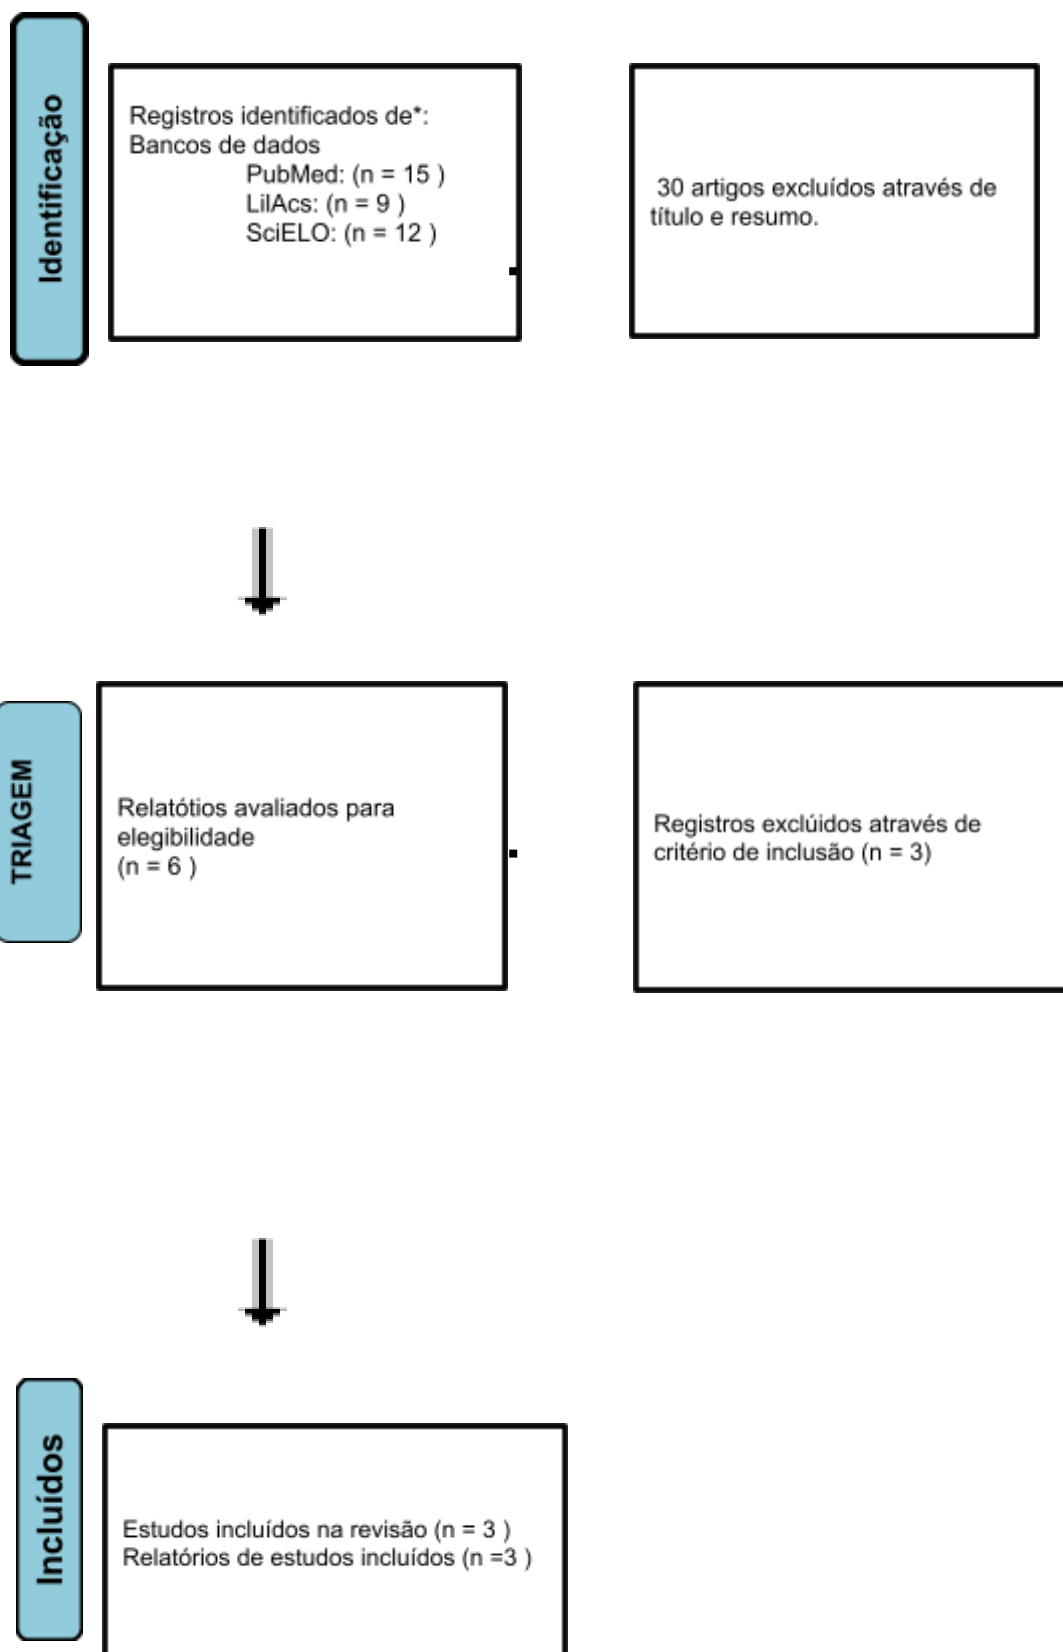 Identificação
Registros identificados de*:
Bancos de dados
PubMed: (n = 15 )
LilAcs: (n = 9 )
SciELO: (n = 12 )
30 artigos excluídos através de
título e resumo.
TRIAGEM
Relatótios avaliados para
elegibilidade
(n = 6 )
Registros exclúidos através de
critério de inclusão (n = 3)
Incluídos
Estudos incluídos na revisão (n = 3 )
Relatórios de estudos incluídos (n =3 )